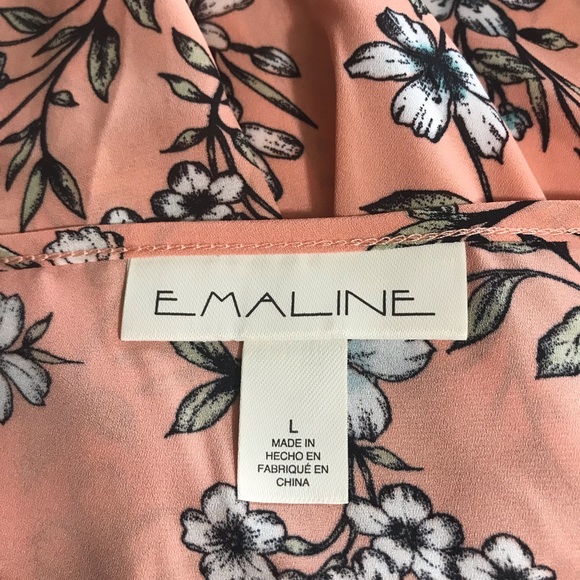 EMALINE
L
MADE IN
HECHO EN
FABRIQUÉ EN
CHINA